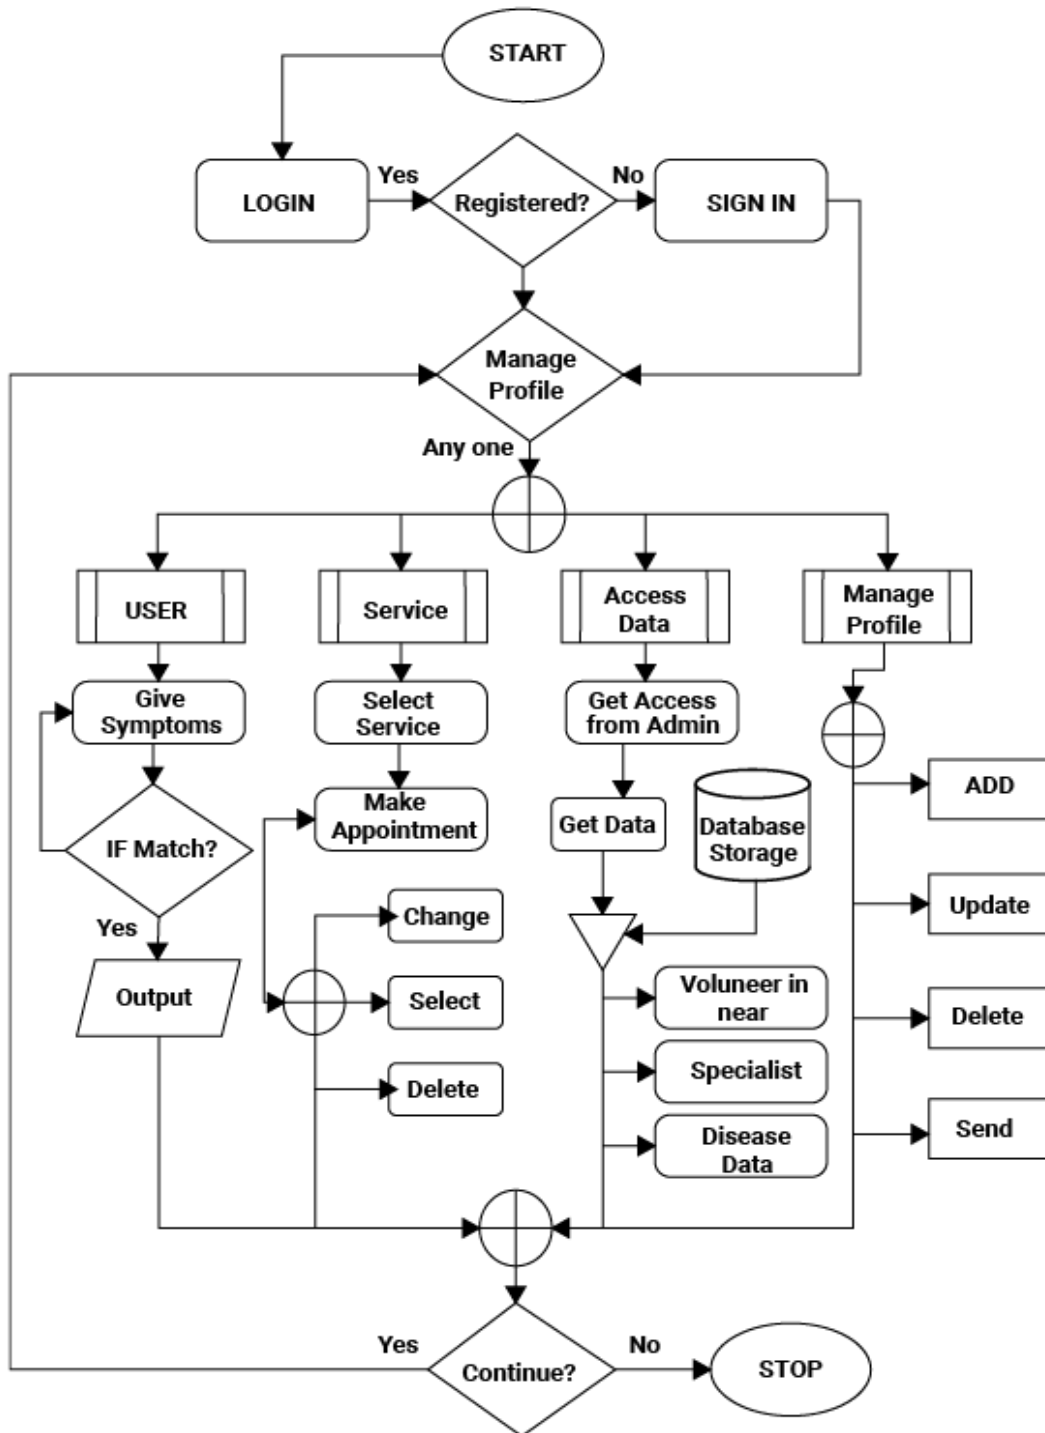 START
Yes
No
LOGIN
Registered?
SIGN IN
Manage
Profile
Any one
USER
Service
Access
Data
Manage
Profile
Give
Symptoms
Select
Service
Get Access
from Admin
ADD
Make
Appointment
Get Data
Database
Storage
IF Match?
Yes
Change
Update
Output
Select
Voluneer in
near
Delete
Delete
Specialist
Disease
Data
Send
Yes
No
Continue?
STOP